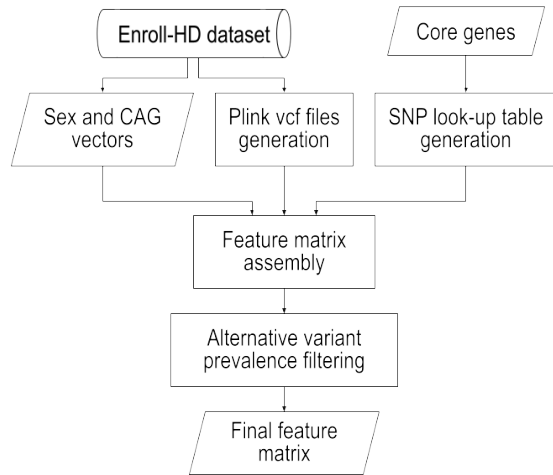 Enroll-HD dataset
Core genes
Sex and CAG
vectors
Plink vcf files
generation
SNP look-up table
generation
Feature matrix
assembly
Alternative variant
prevalence filtering
Final feature
matrix